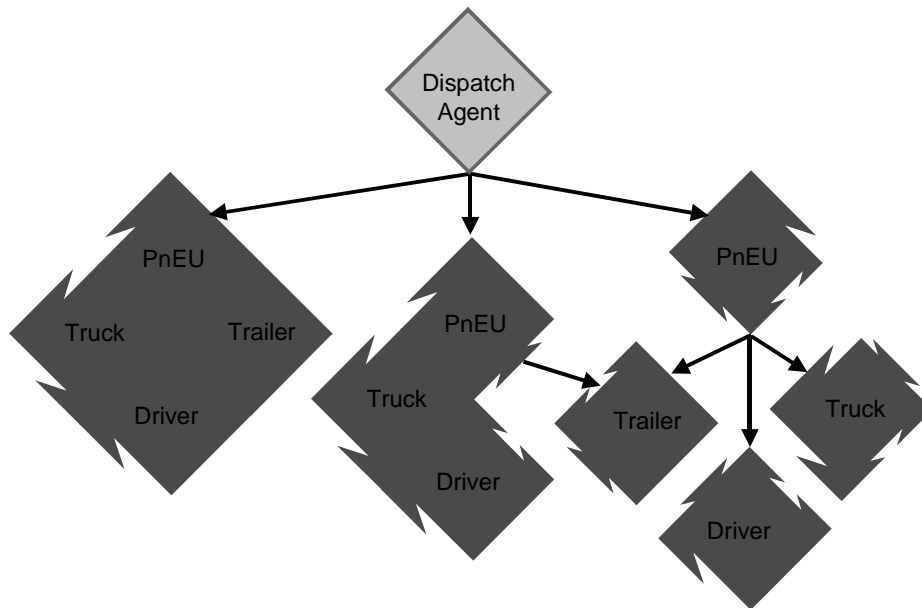 Dispatch
Agent
PnEU
Truck
Trailer
Driver
PnEU
Truck
Driver
PnEU
Trailer
Truck
Driver